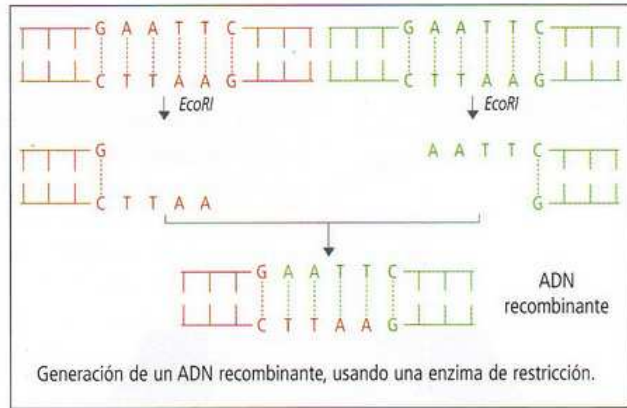 G A A T T C G A A T T C
C T T A A G C T T A A G
EcoRI EcoRI
G A A T T C
C T T A A G
G A A T T C
C T T A A G
ADN
recombinante
Generación de un ADN recombinante, usando una enzima de restricción.